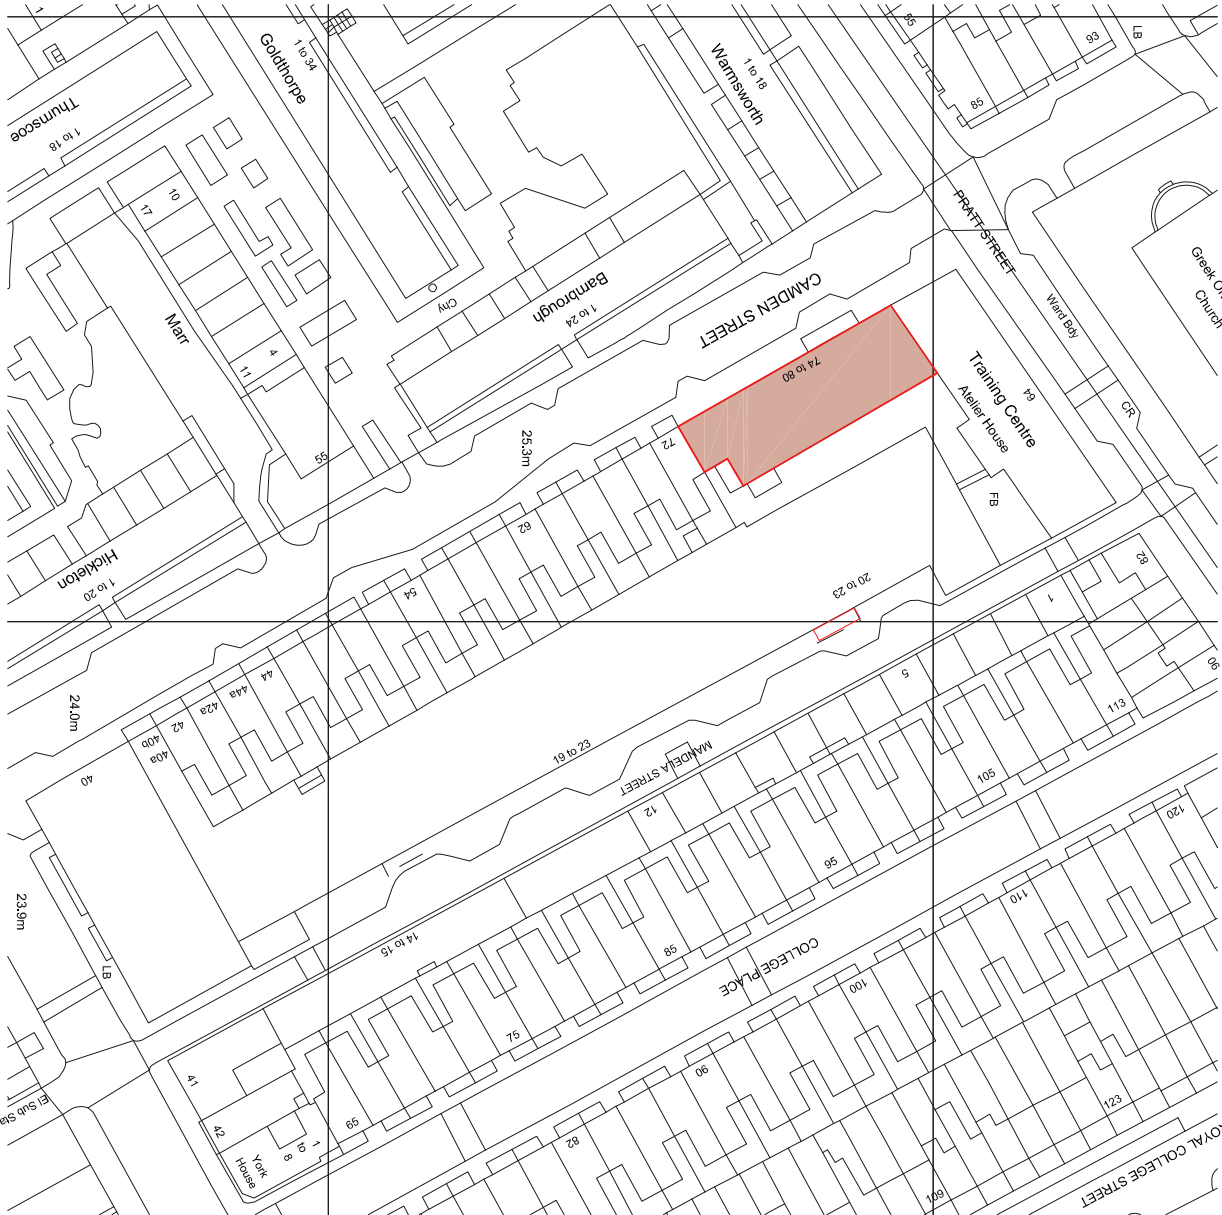 1
Goldthorpe
1 to 34
Warmsworth
1 to 18
55
93
LB
85
Thurnscoe
1 to 18
10
17
PRATT STREET
Marr
Chy
Bambrough
1 to 24
CAMDEN STREET
Ward Bdy
Greek Or
Church
4
11
74 to 80
Training Centre
Atelier House
64
CR
55
25.3m
72
FB
62
Hickleton
1 to 20
54
20 to 23
1
82
90
44
44a
42a
42
40b
40a
24.0m
40
5
113
19 to 23
MANDELA STREET
12
105
120
95
110
23.9m
14 to 15
85
COLLEGE PLACE
LB
100
75
90
El Sub Sta
41
42
65
1
to
8
York
House
82
123
109
OYAL COLLEGE STREET